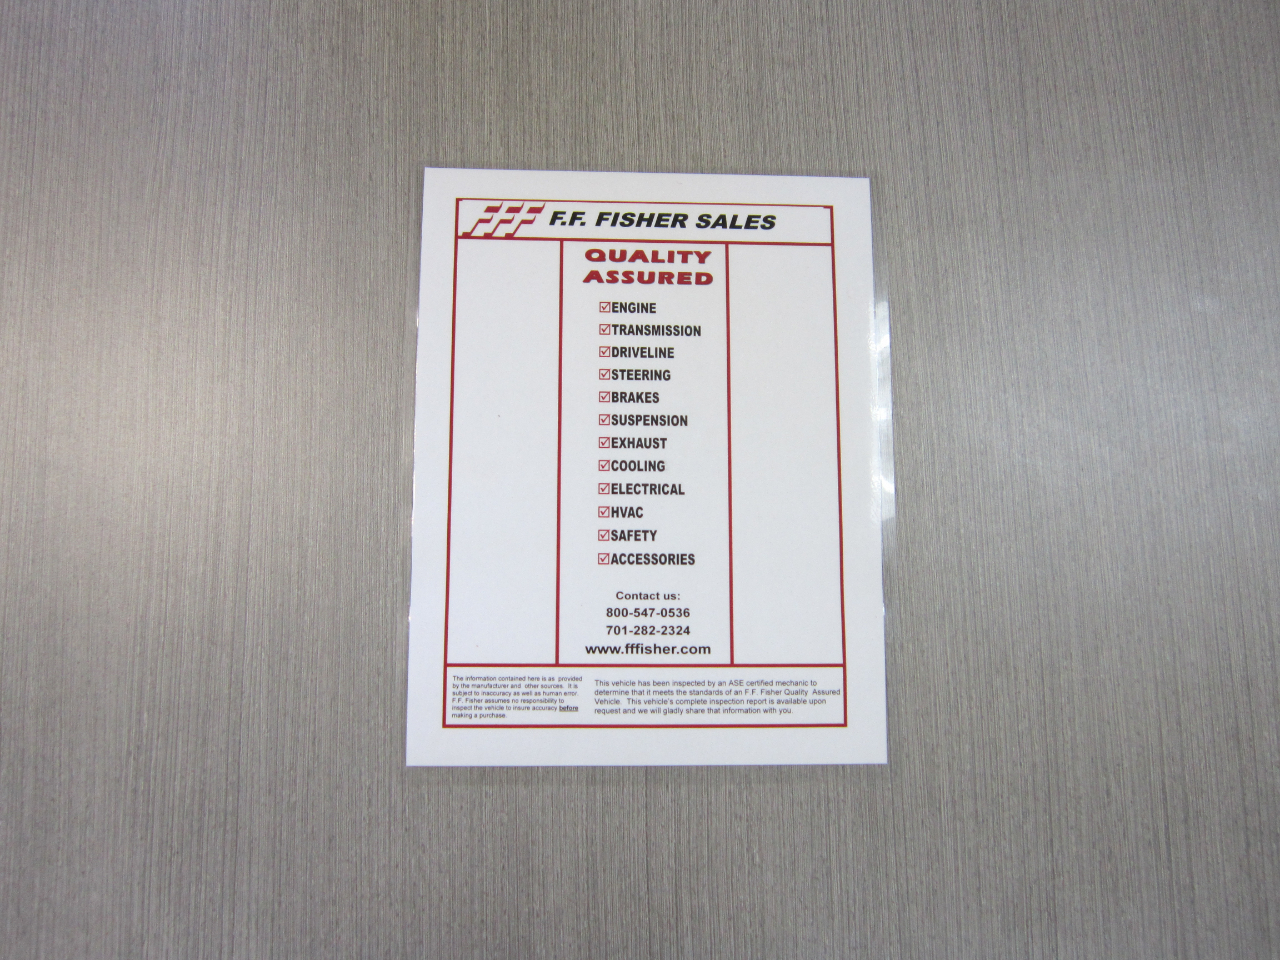 FFF F.F. FISHER SALES
QUALITY
ASSURED
☑ENGINE
☑TRANSMISSION
☑DRIVELINE
☑STEERING
☑BRAKES
☑SUSPENSION
☑EXHAUST
☑COOLING
☑ELECTRICAL
☑HVAC
☑SAFETY
☑ACCESSORIES
Contact us:
800-547-0536
701-282-2324
www.fffisher.com
The information contained here is as provided
by the manufacturer and other sources. It is
subject to inaccuracy as well as human error.
F.F. Fisher assumes no responsibility to
inspect the vehicle to insure accuracy before
making a purchase.
This vehicle has been inspected by an ASE certified mechanic to
determine that it meets the standards of an F.F. Fisher Quality Assured
Vehicle. This vehicle's complete inspection report is available upon
request and we will gladly share that information with you.